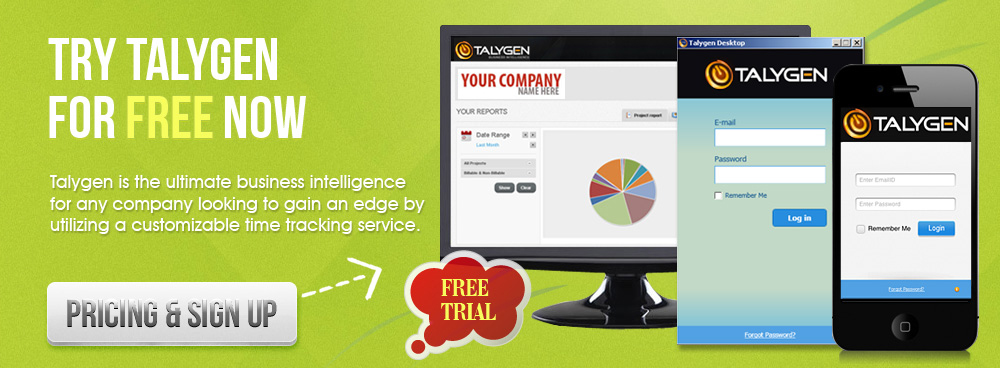 TRY TALYGEN
FOR FREE NOW
Talygen is the ultimate business intelligence
for any company looking to gain an edge by
utilizing a customizable time tracking service.
PRICING & SIGN UP
FREE
TRIAL
TALYGEN
BUSINESS INTELLIGENCE
YOUR COMPANY
NAME HERE
YOUR REPORTS
Project report
Date Range
Last Month
All Projects
Billable & Non Billable
Show Clear
Talygen Desktop
TALYGEN
E-mail
Password
Remember Me
Log in
Forgot Password?
TALYGEN
Enter EmailID
Enter Password
Remember Me Login
Forgot Password?